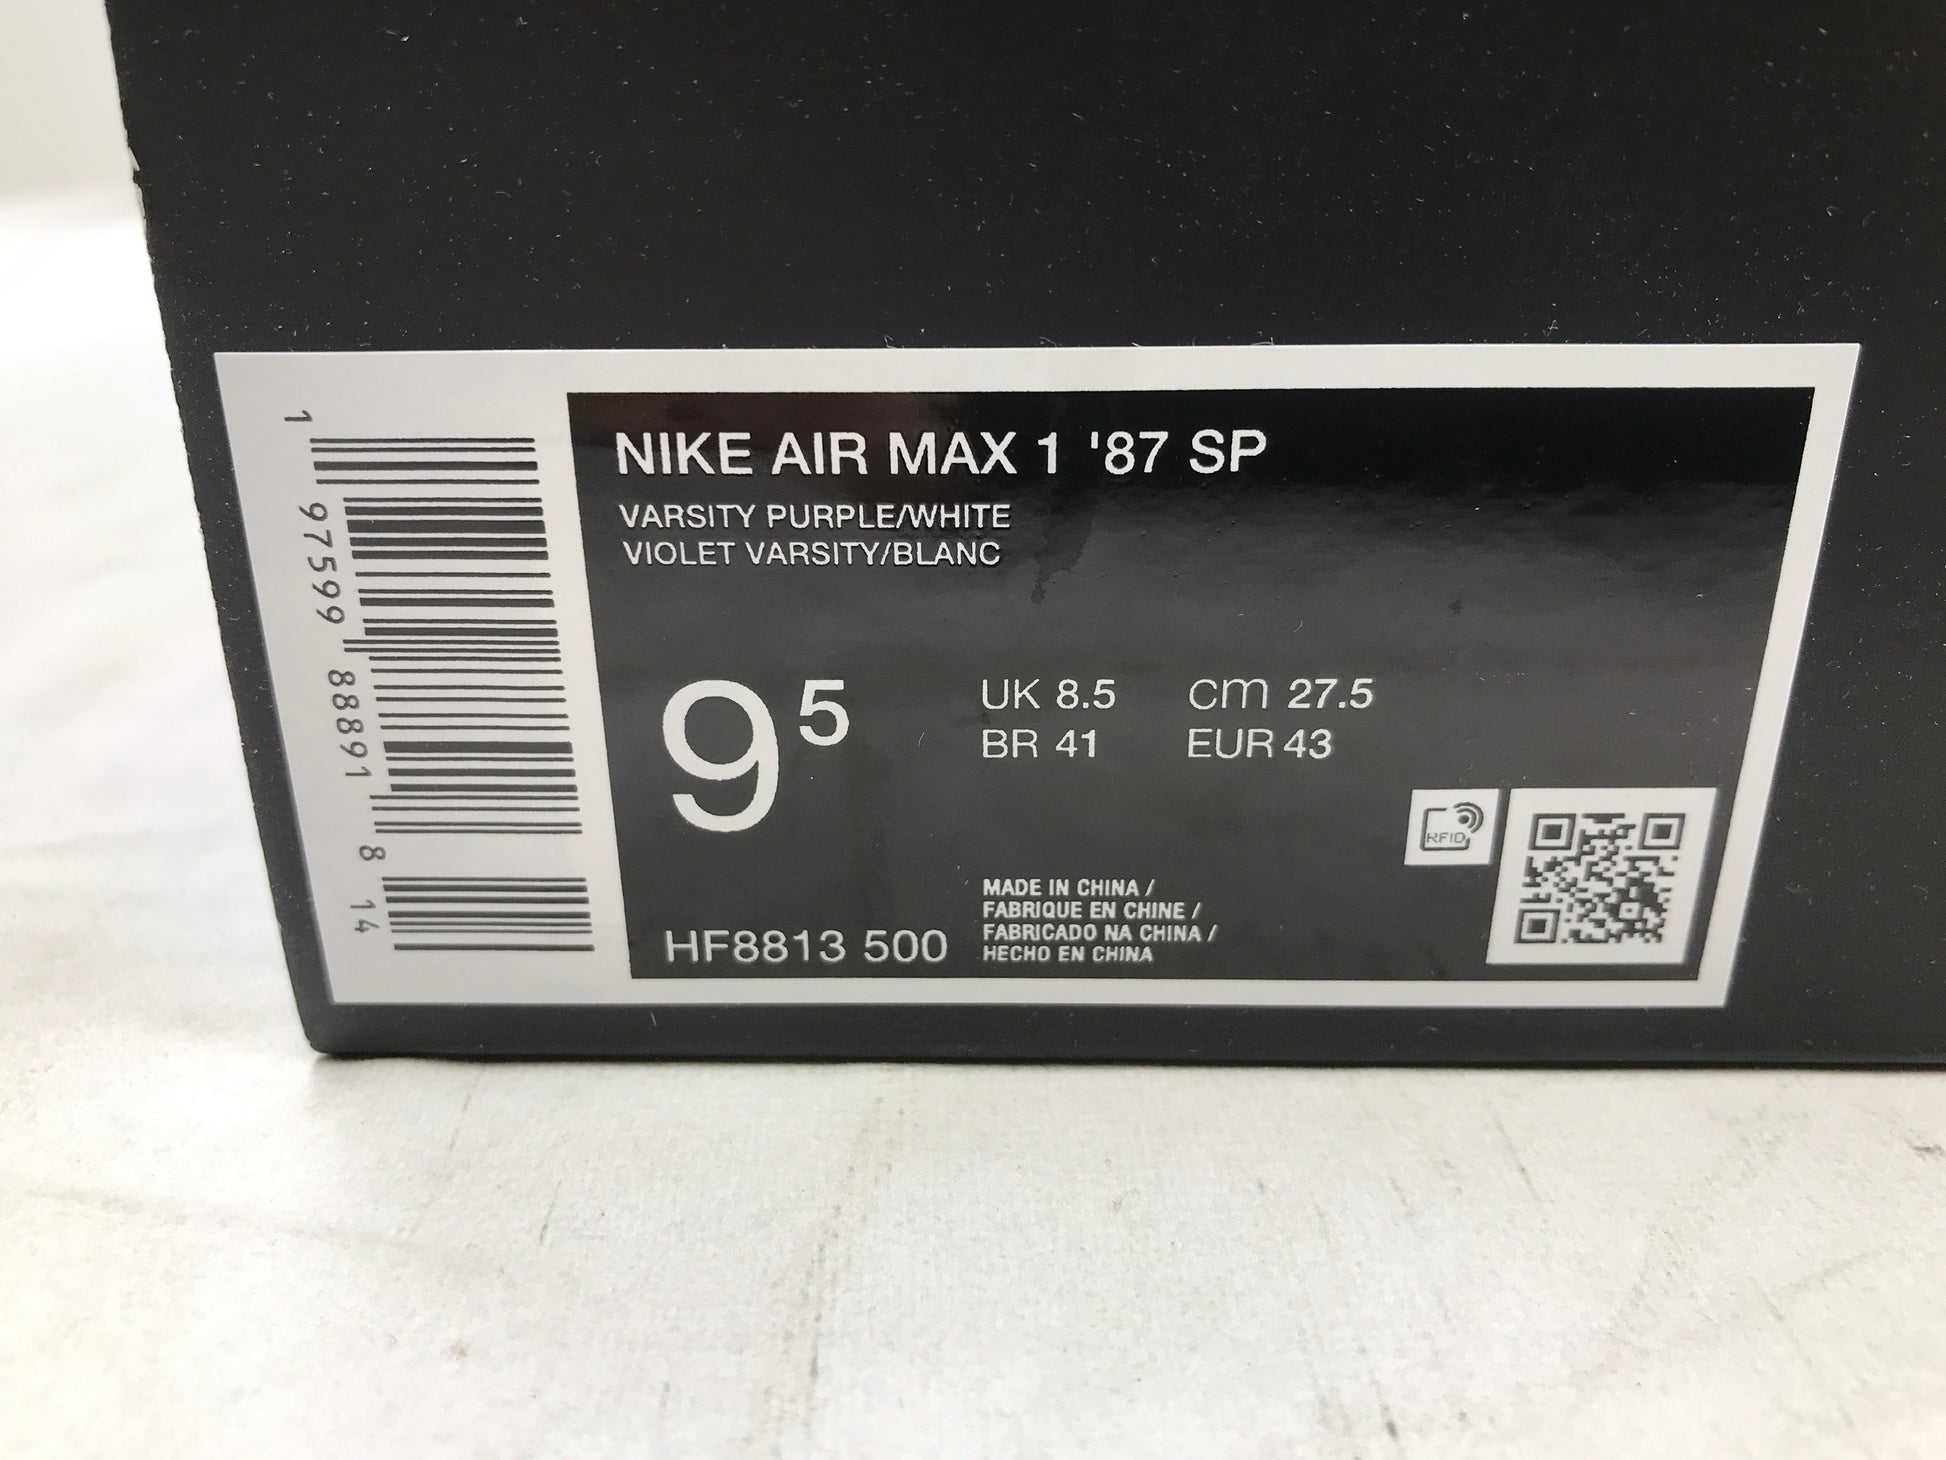 NIKE AIR MAX 1 '87 SP
VARSITY PURPLE/WHITE
VIOLET VARSITY/BLANC
9 5
UK 8.5 cm 27.5
BR 41 EUR 43
RFID
HF8813 500
MADE IN CHINA /
FABRIQUE EN CHINE /
FABRICADO NA CHINA /
HECHO EN CHINA
1 97599 88891 8 14